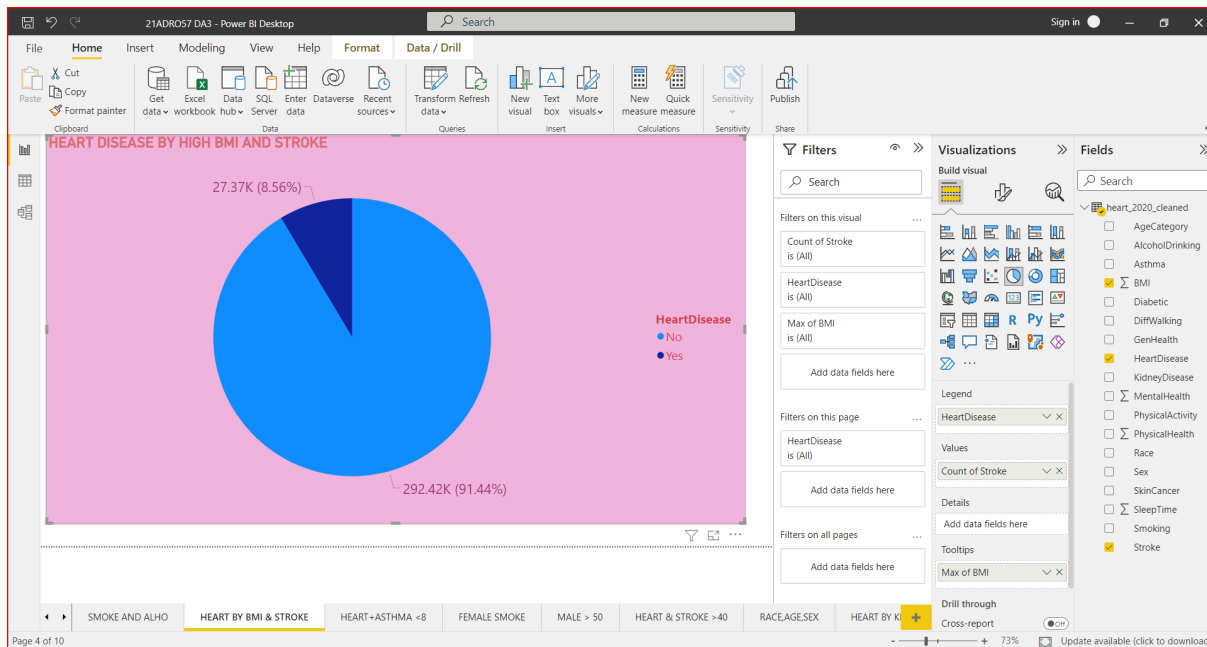 21ADRO57 DA3 - Power BI Desktop
Search
Sign in
File Home Insert Modeling View Help Format Data / Drill
Paste
Cut
Copy
Format painter
Get data
Excel workbook
Data hub
SQL Server
Enter data
Dataverse
Recent sources
Transform data
Refresh
New visual
Text box
More visuals
New measure
Quick measure
Sensitivity
Publish
Clipboard Data Queries Insert Calculations Sensitivity Share
HEART DISEASE BY HIGH BMI AND STROKE
27.37K (8.56%)
292.42K (91.44%)
HeartDisease
No
Yes
Filters
Search
Filters on this visual ...
Count of Stroke
is (All)
HeartDisease
is (All)
Max of BMI
is (All)
Add data fields here
Filters on this page ...
HeartDisease
is (All)
Add data fields here
Filters on all pages ...
Add data fields here
Visualizations
Build visual
123
R Py
...
Legend
HeartDisease
Values
Count of Stroke
Details
Add data fields here
Tooltips
Max of BMI
Drill through
Cross-report
Off
Fields
Search
heart_2020_cleaned
AgeCategory
AlcoholDrinking
Asthma
∑ BMI
Diabetic
DiffWalking
GenHealth
HeartDisease
KidneyDisease
∑ MentalHealth
PhysicalActivity
∑ PhysicalHealth
Race
Sex
SkinCancer
∑ SleepTime
Smoking
Stroke
SMOKE AND ALHO HEART BY BMI & STROKE HEART+ASTHMA <8 FEMALE SMOKE MALE > 50 HEART & STROKE >40 RACE,AGE,SEX HEART BY
Page 4 of 10
- + 73%
Update available (click to download